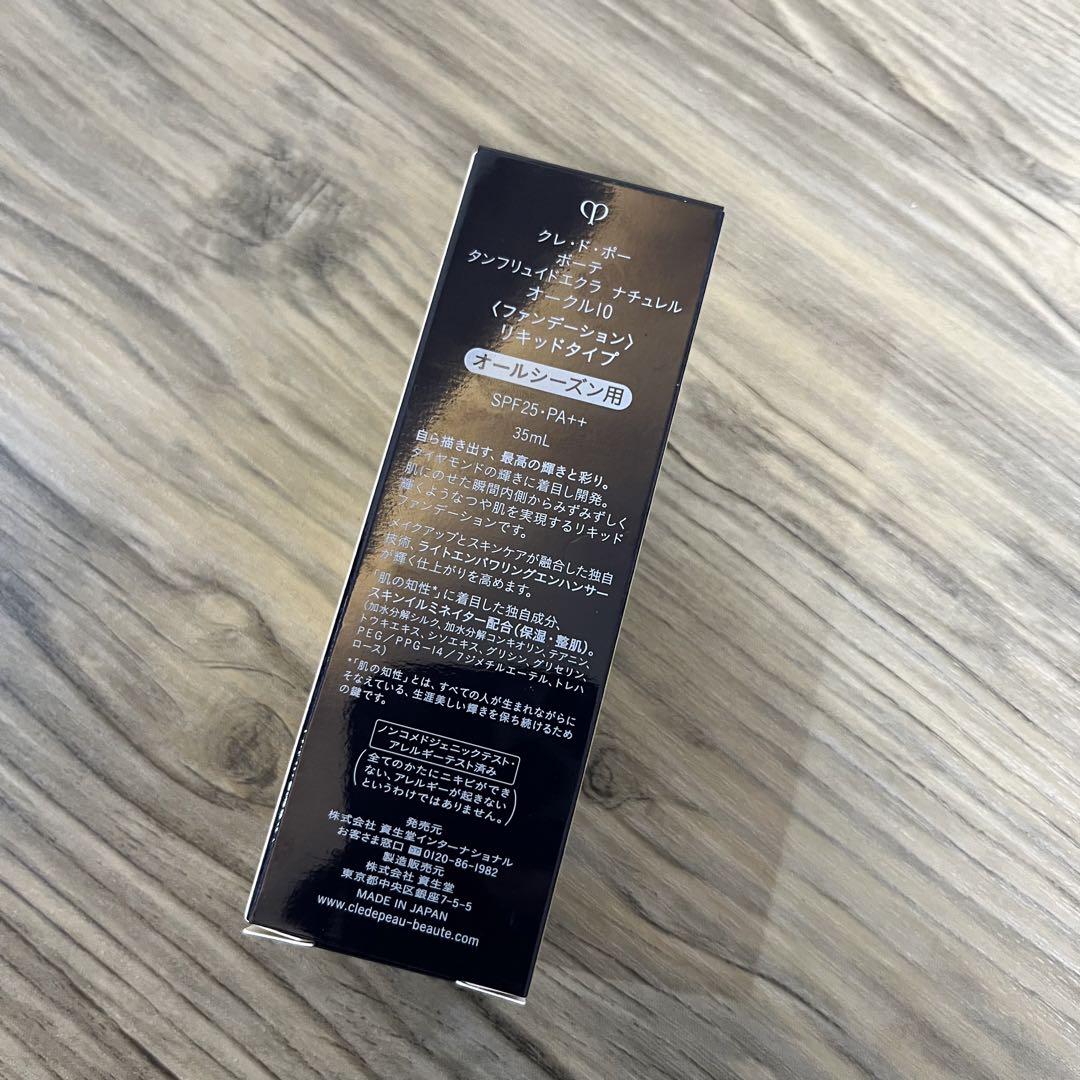 クレ・ド・ポー
ボーテ
タンフリュイドエクラ ナチュレル
オークル10
〈ファンデーション〉
リキッドタイプ
オールシーズン用
SPF25・PA++
35mL
自ら描き出す、最高の輝きと彩り。
ダイヤモンドの輝きに着目し開発。
肌にのせた瞬間内側からみずみずしく
輝くようなつや肌を実現するリキッド
ファンデーションです。
メイクアップとスキンケアが融合した独自
技術、ライトエンパワリングエンハンサー
が輝く仕上がりを高めます。
「肌の知性*」に着目した独自成分、
スキンイルミネイター配合(保湿・整肌)。
(加水分解シルク、加水分解コンキオリン、テアニン、
トウキエキス、シソエキス、グリシン、グリセリン、
PEG/PPG-14/7ジメチルエーテル、トレハ
ロース)
*「肌の知性」とは、すべての人が生まれながらに
そなえている、生涯美しい輝きを保ち続けるため
の鍵です。
ノンコメドジェニックテスト・
アレルギーテスト済み
(全てのかたにニキビができ
ない、アレルギーが起きない
というわけではありません。)
発売元
株式会社 資生堂インターナショナル
お客さま窓口 0120-86-1982
製造販売元
株式会社 資生堂
東京都中央区銀座7-5-5
MADE IN JAPAN
www.cledepeau-beaute.com